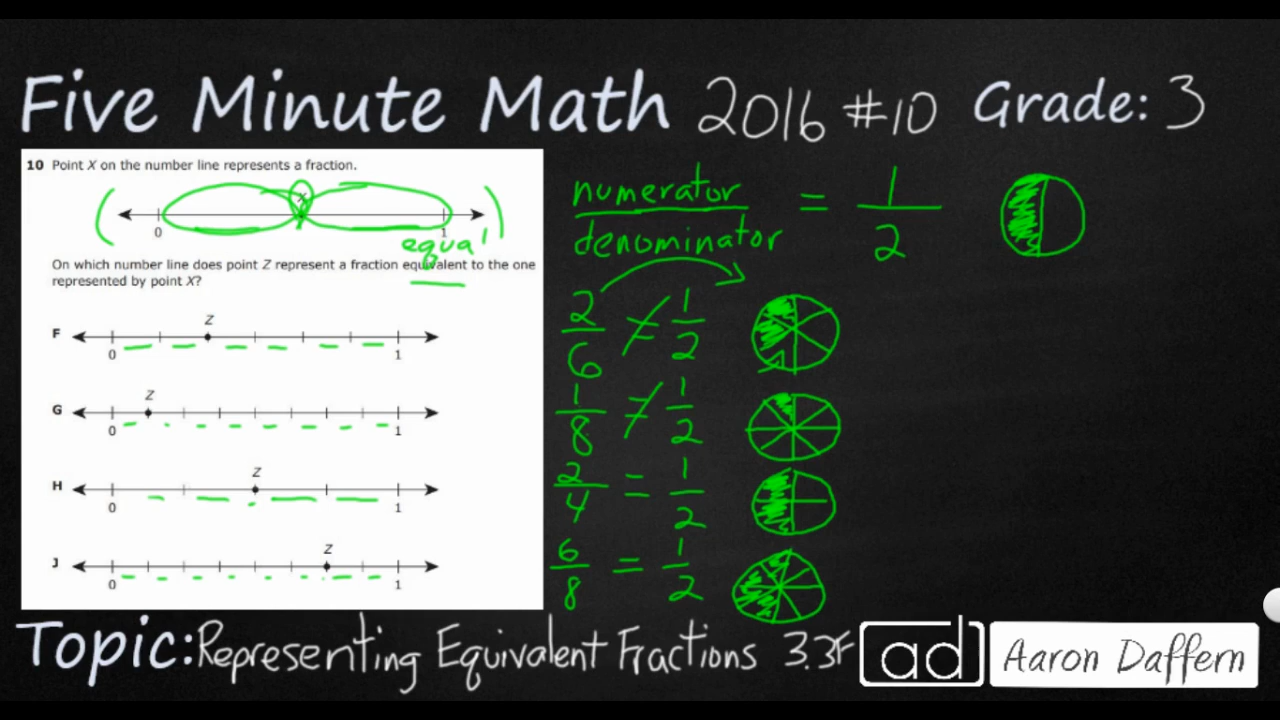 Five Minute Math 2016 #10 Grade: 3
10 Point X on the number line represents a fraction.
X
0 1
equal
On which number line does point Z represent a fraction equivalent to the one
represented by point X?
F
Z
0 1
G
Z
0 1
H
Z
0 1
J
Z
0 1
numerator
denominator
= 1/2
2/6 ≠ 1/2
1/8 ≠ 1/2
2/4 = 1/2
6/8 = 1/2
Topic: Representing Equivalent Fractions 3.3F
ad
Aaron Daffern